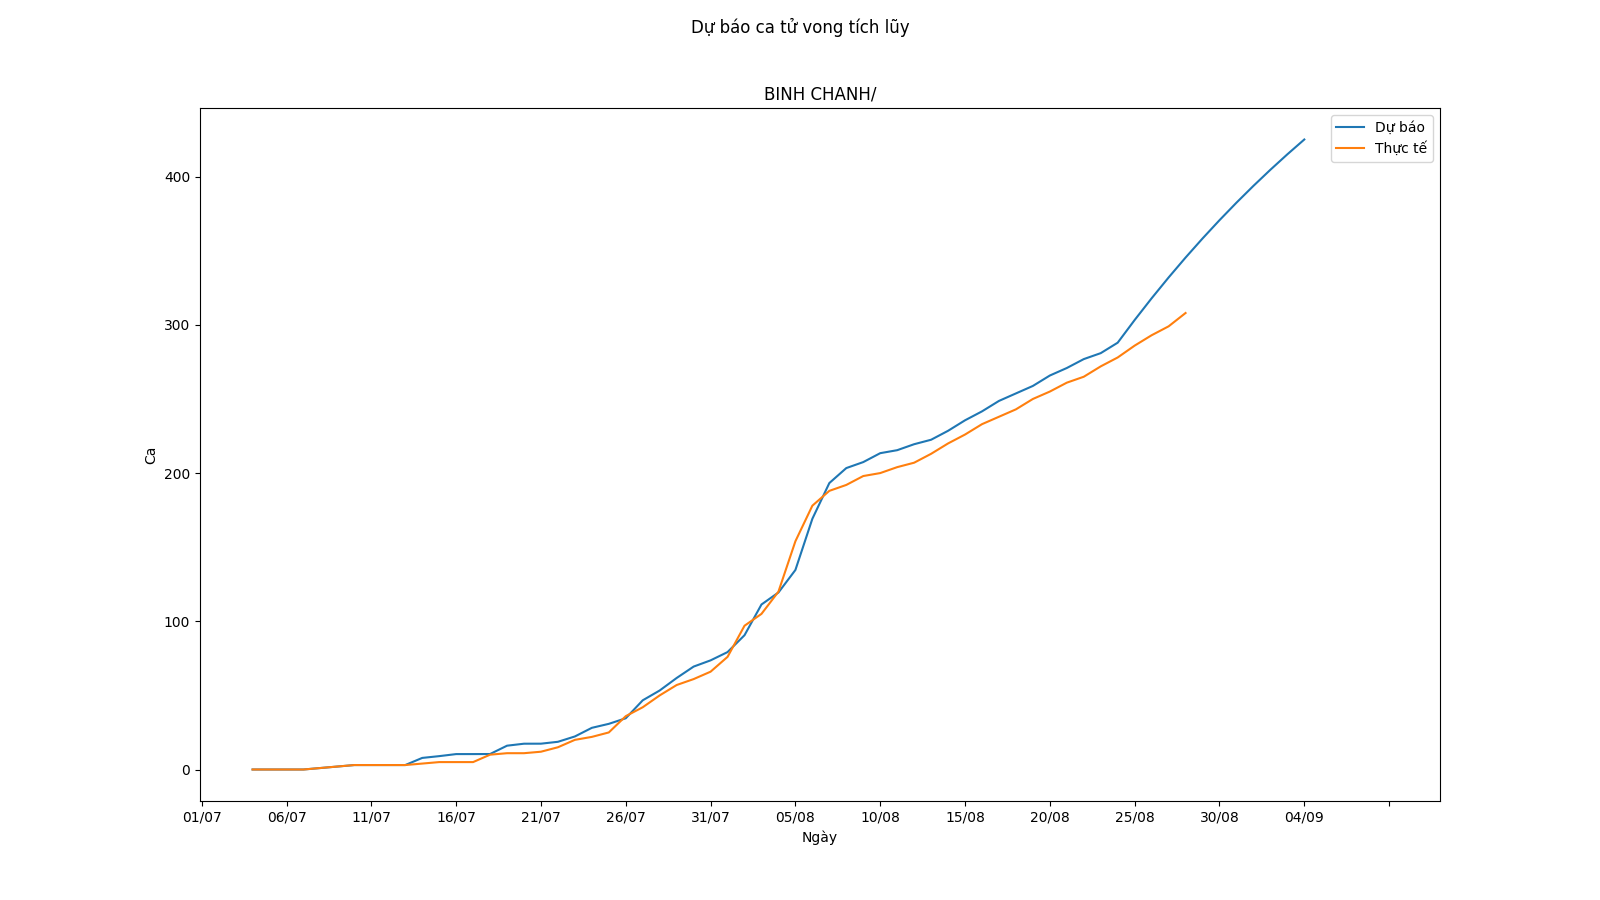 Dự báo ca tử vong tích lũy
BINH CHANH/
Dự báo
Thực tế
400
300
200
100
0
Ca
01/07 06/07 11/07 16/07 21/07 26/07 31/07 05/08 10/08 15/08 20/08 25/08 30/08 04/09
Ngày